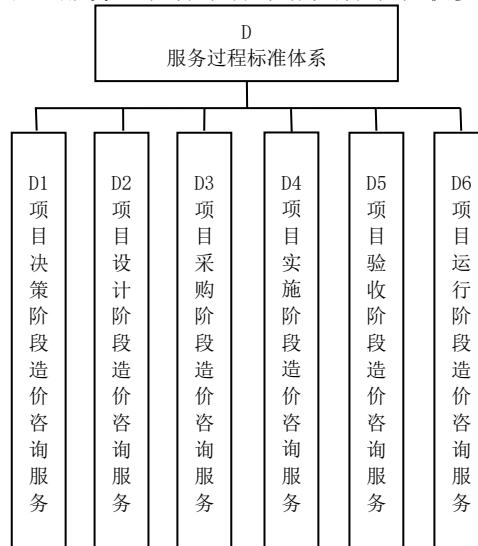 D
服务过程标准体系
D1
项目决策阶段造价咨询服务
D2
项目设计阶段造价咨询服务
D3
项目采购阶段造价咨询服务
D4
项目实施阶段造价咨询服务
D5
项目验收阶段造价咨询服务
D6
项目运行阶段造价咨询服务